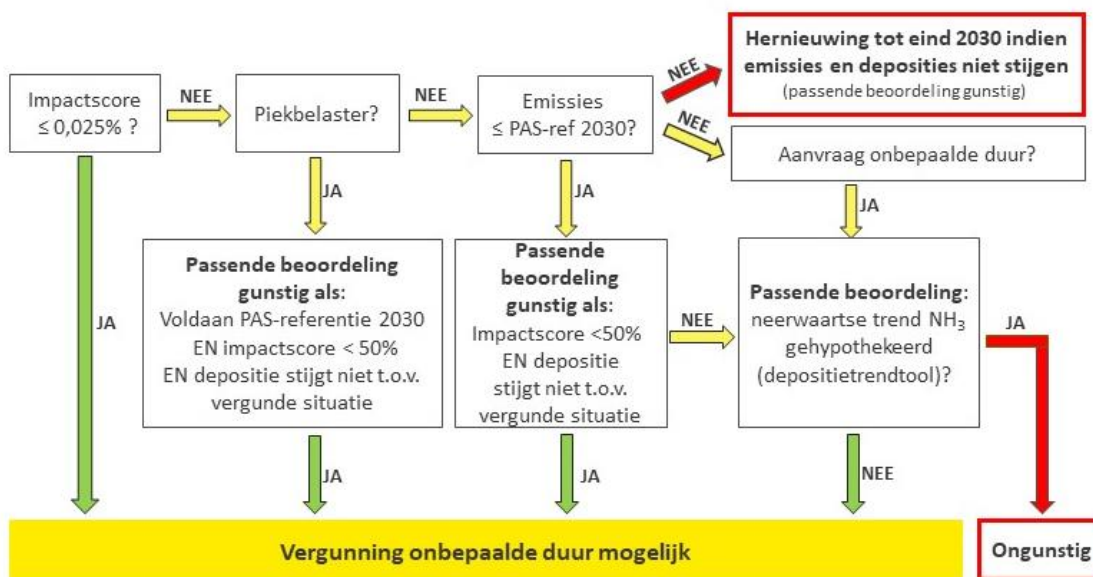 Hernieuwing tot eind 2030 indien
emissies en deposities niet stijgen
(passende beoordeling gunstig)
Impactscore
≤ 0,025% ?
NEE
Piekbelaster?
NEE
Emissies
≤ PAS-ref 2030?
NEE
NEE
Aanvraag onbepaalde duur?
JA
JA
JA
JA
Passende beoordeling
gunstig als:
Voldaan PAS-referentie 2030
EN impactscore < 50%
EN depositie stijgt niet t.o.v.
vergunde situatie
Passende
beoordeling
gunstig als:
Impactscore <50%
EN depositie
stijgt niet t.o.v.
vergunde situatie
NEE
Passende beoordeling:
neerwaartse trend NH₃
gehypothekeerd
(depositietrendtool)?
JA
JA
JA
NEE
Vergunning onbepaalde duur mogelijk
Ongunstig